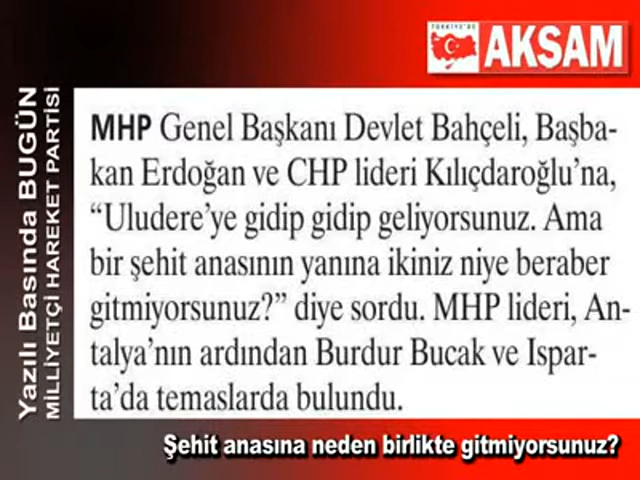 TÜRKİYE'DE
AKSAM
Yazılı Basında BUGÜN
MİLLİYETÇİ HAREKET PARTİSİ
MHP Genel Başkanı Devlet Bahçeli, Başba-
kan Erdoğan ve CHP lideri Kılıçdaroğlu’na,
“Uludere’ye gidip gidip geliyorsunuz. Ama
bir şehit anasının yanına ikiniz niye beraber
gitmiyorsunuz?” diye sordu. MHP lideri, An-
talya’nın ardından Burdur Bucak ve Ispar-
ta’da temaslarda bulundu.
Şehit anasına neden birlikte gitmiyorsunuz?